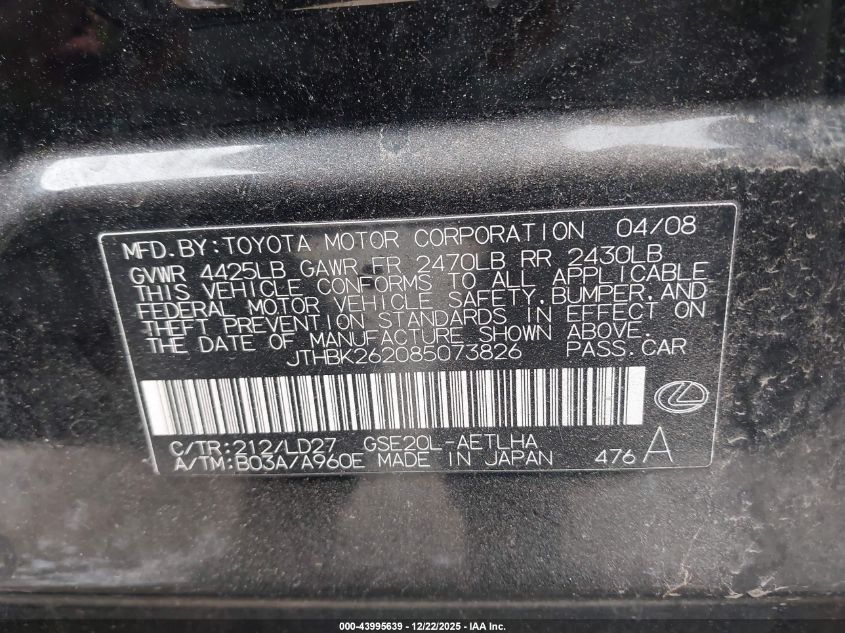 MFD.BY:TOYOTA MOTOR CORPORATION 04/08
GVWR 4425LB GAWR FR 2470LB RR 2430LB
THIS VEHICLE CONFORMS TO ALL APPLICABLE
FEDERAL MOTOR VEHICLE SAFETY,BUMPER,AND
THEFT PREVENTION STANDARDS IN EFFECT ON
THE DATE OF MANUFACTURE SHOWN ABOVE.
JTHBK262085073826 PASS.CAR
C/TR:212/LD27 GSE20L-AETLHA
A/TM:B03A/A960E MADE IN JAPAN 476 A
000-43995639 - 12/22/2025 - IAA Inc.